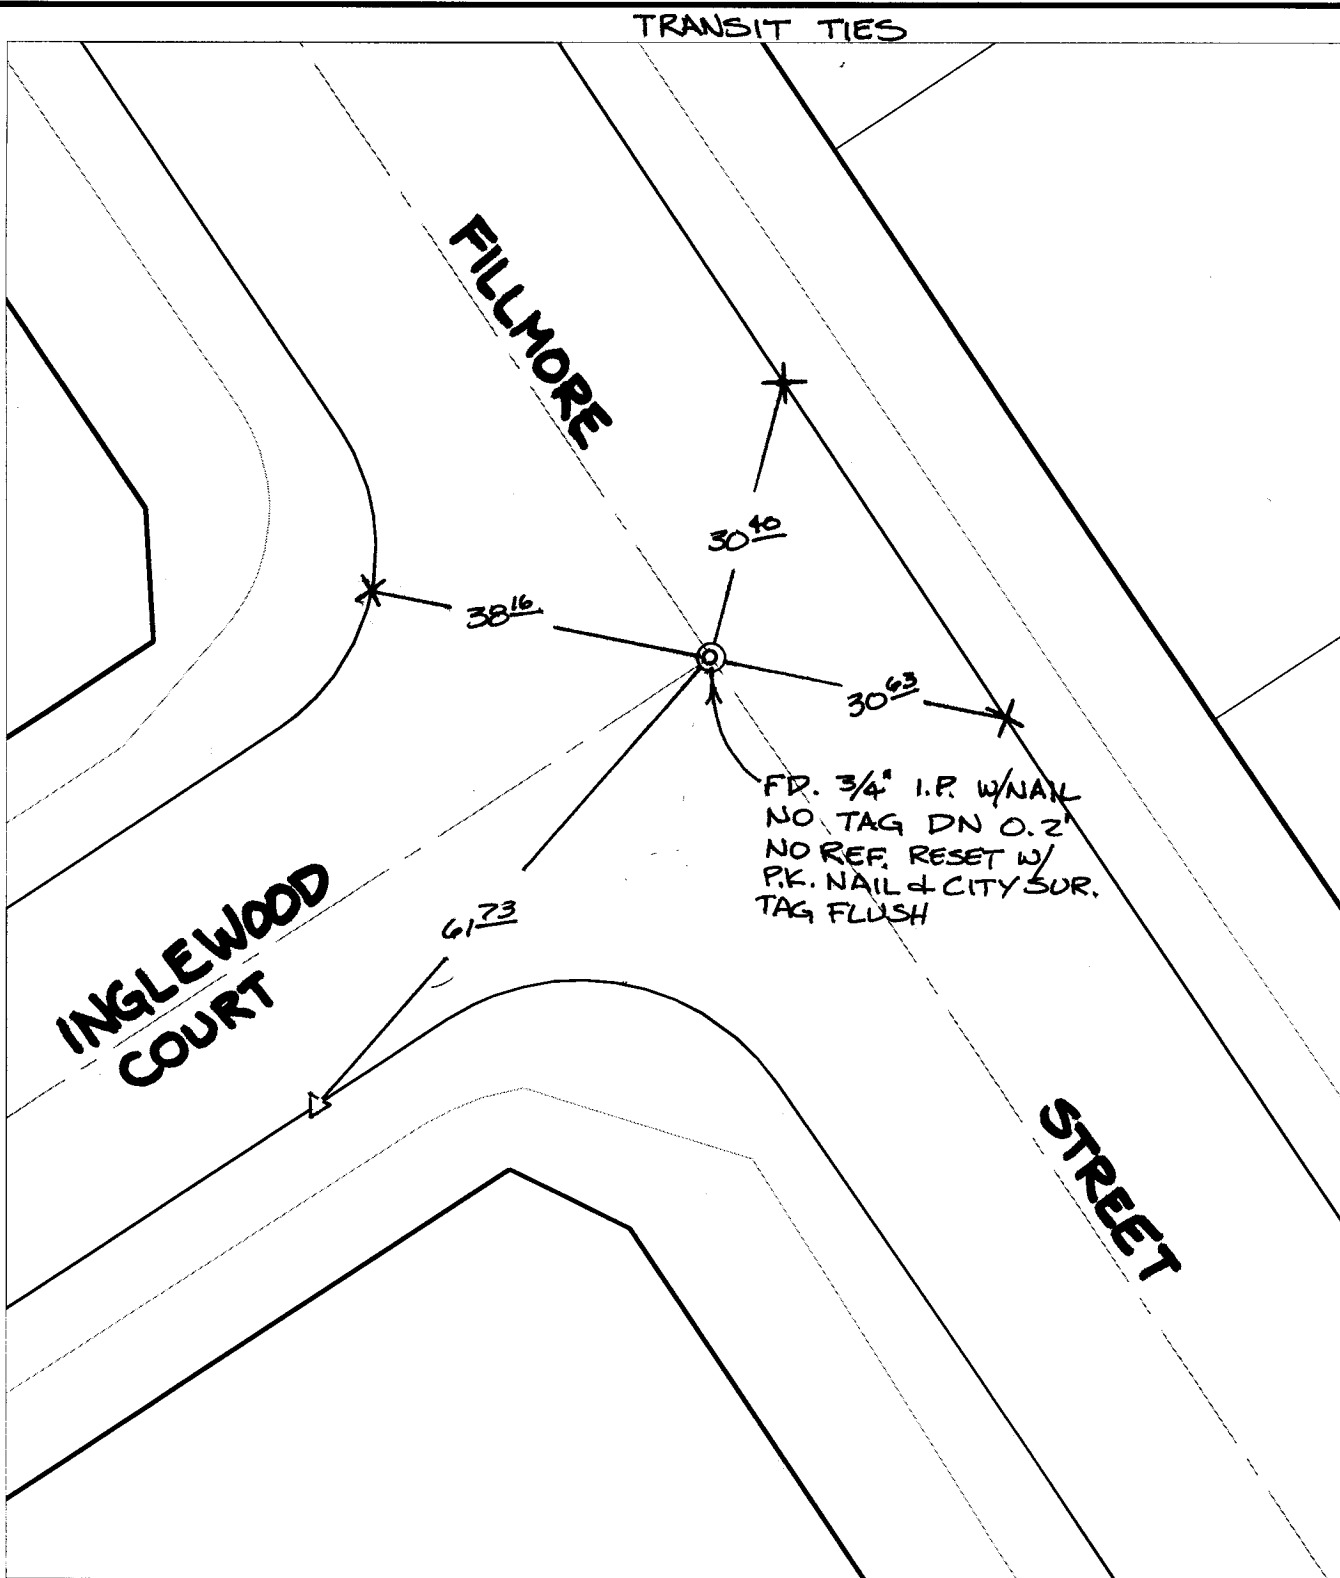 TRANSIT TIES
FILLMORE
30 40
38 16
30 63
FD. 3/4" I.P. W/NAIL
NO TAG DN 0.2'
NO REF. RESET W/
P.K. NAIL & CITY SUR.
TAG FLUSH
61 73
INGLEWOOD
COURT
STREET